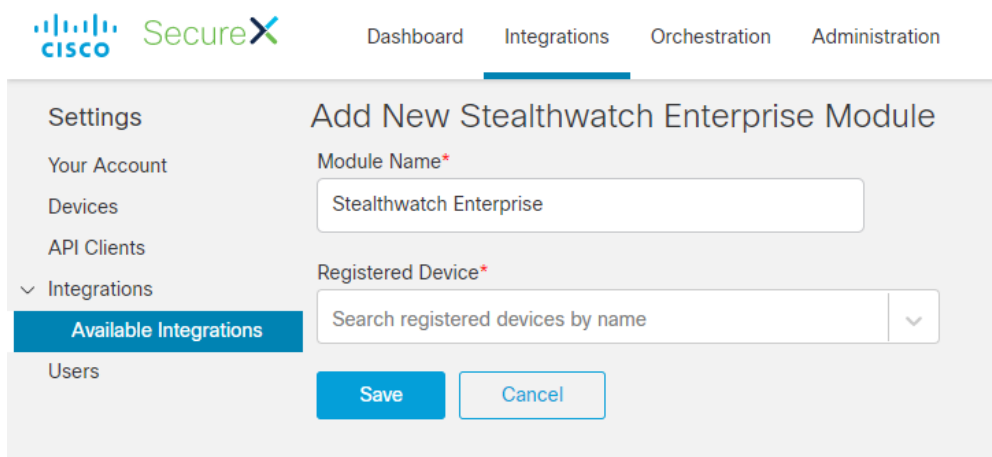 CISCO SecureX Dashboard Integrations Orchestration Administration
Settings
Your Account
Devices
API Clients
Integrations
Available Integrations
Users
Add New Stealthwatch Enterprise Module
Module Name*
Stealthwatch Enterprise
Registered Device*
Search registered devices by name
Save Cancel